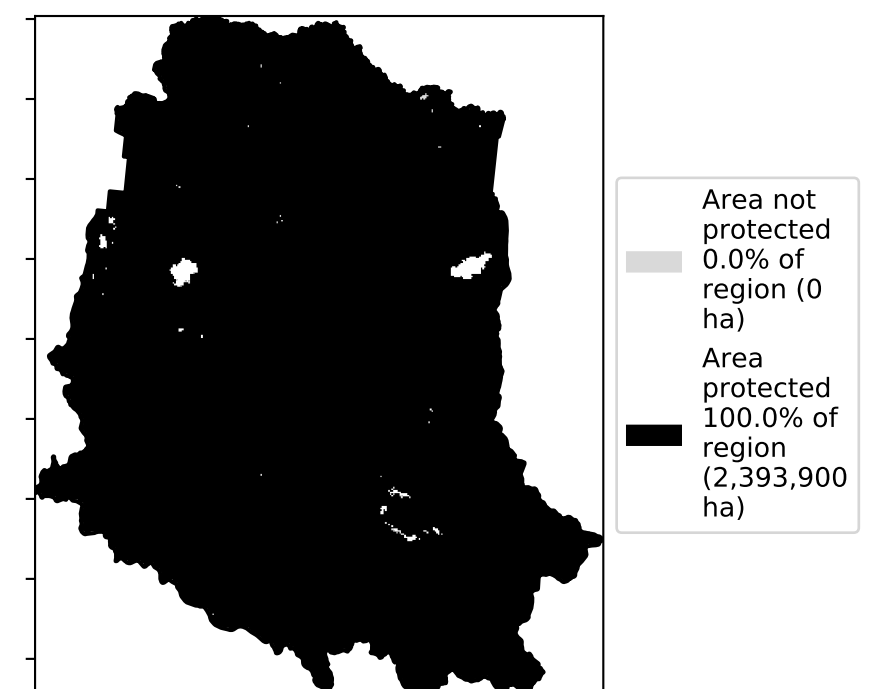 Area not
protected
0.0% of
region (0
ha)
Area
protected
100.0% of
region
(2,393,900
ha)